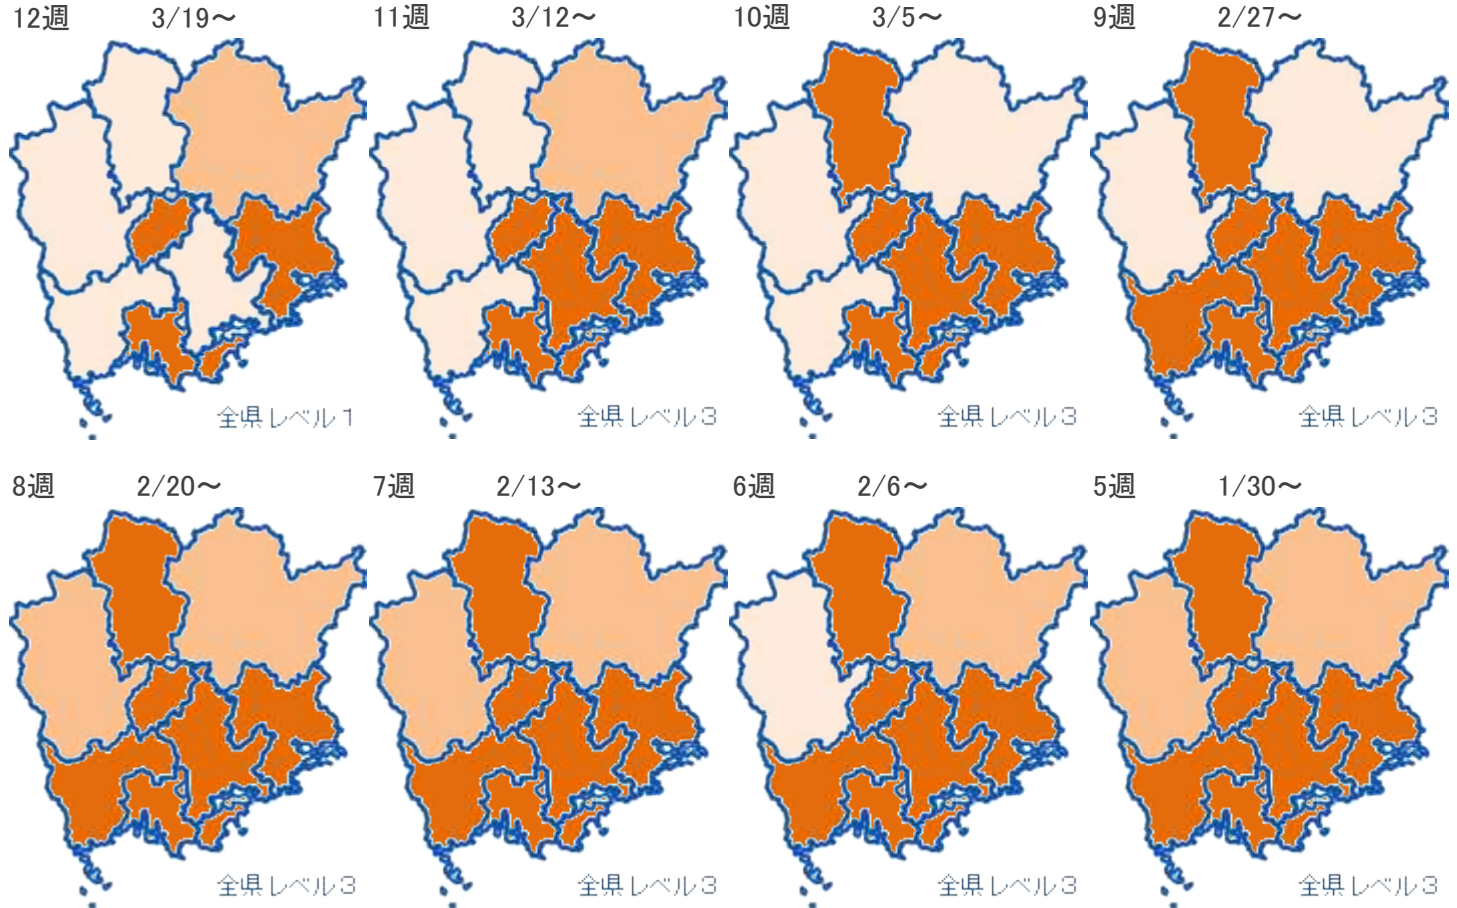 12週 3/19～
11週 3/12～
10週 3/5～
9週 2/27～
全県レベル1
全県レベル3
全県レベル3
全県レベル3
8週 2/20～
7週 2/13～
6週 2/6～
5週 1/30～
全県レベル3
全県レベル3
全県レベル3
全県レベル3